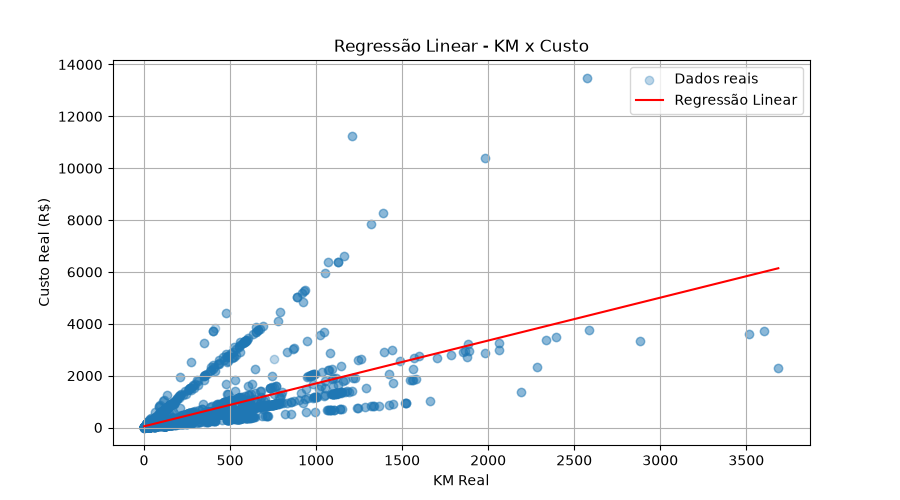 Regressão Linear - KM x Custo
Dados reais
Regressão Linear
Custo Real (R$)
14000
12000
10000
8000
6000
4000
2000
0
0 500 1000 1500 2000 2500 3000 3500
KM Real